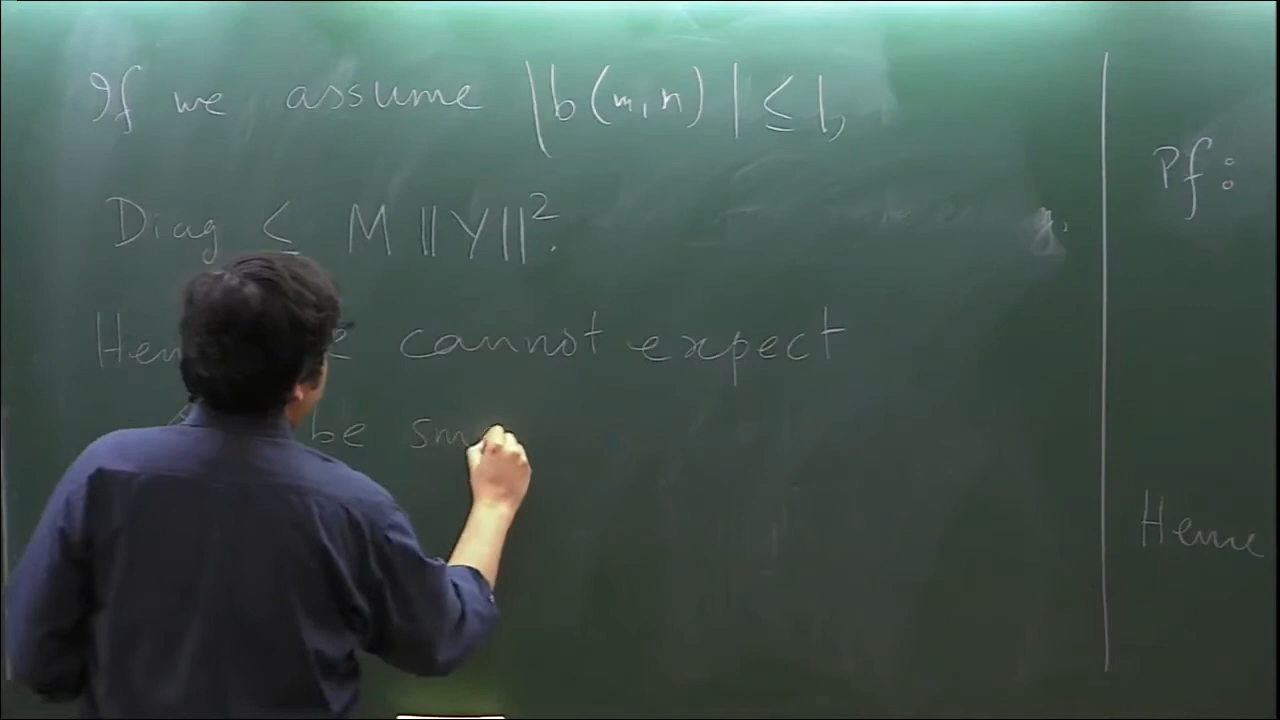 If we assume |b(m,n)| ≤ 1,
Diag ≤ M ||Y||².
cannot expect
be
Pf:
Hence